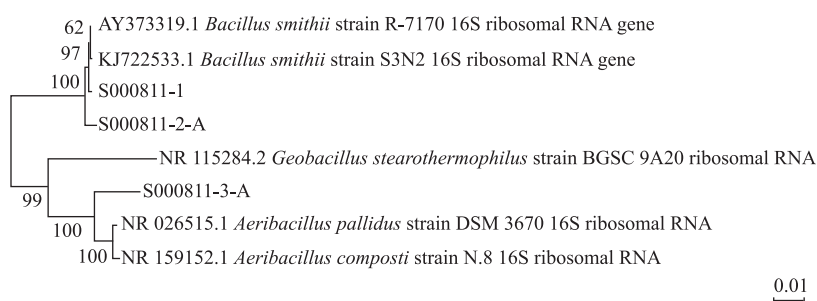 62
AY373319.1 Bacillus smithii strain R-7170 16S ribosomal RNA gene
97
KJ722533.1 Bacillus smithii strain S3N2 16S ribosomal RNA gene
100
S000811-1
S000811-2-A
NR 115284.2 Geobacillus stearothermophilus strain BGSC 9A20 ribosomal RNA
99
S000811-3-A
100
NR 026515.1 Aeribacillus pallidus strain DSM 3670 16S ribosomal RNA
100
NR 159152.1 Aeribacillus composti strain N.8 16S ribosomal RNA
0.01